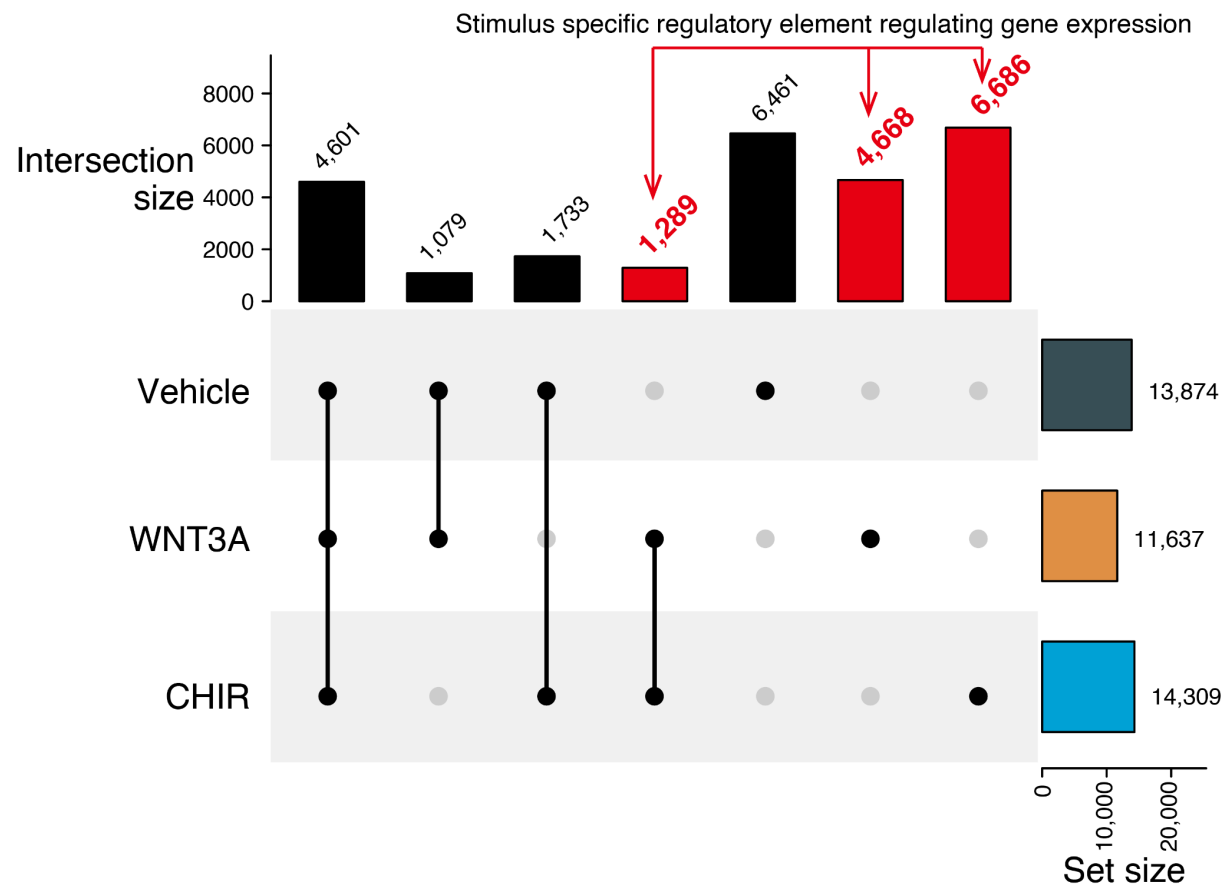 Stimulus specific regulatory element regulating gene expression
Intersection
size
8000
6000
4000
2000
0
4,601
1,079
1,733
1,289
6,461
4,668
6,686
Vehicle
WNT3A
CHIR
13,874
11,637
14,309
0
10,000
20,000
Set size